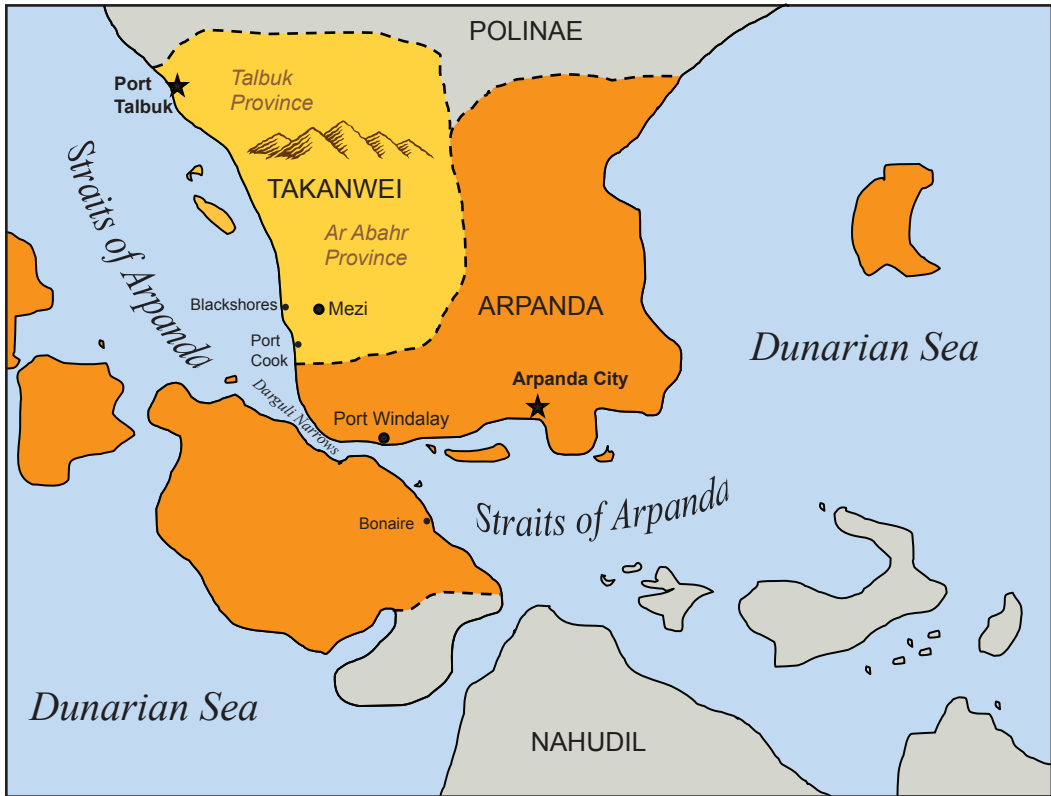 POLINAE
Port
Talbuk
Talbuk
Province
Straits of Arpanda
TAKANWEI
Ar Abahr
Province
Blackshores
Mezi
ARPANDA
Dunarian Sea
Port
Cook
Arpanda City
Darguli Narrows
Port Windalay
Straits of Arpanda
Bonaire
Dunarian Sea
NAHUDIL